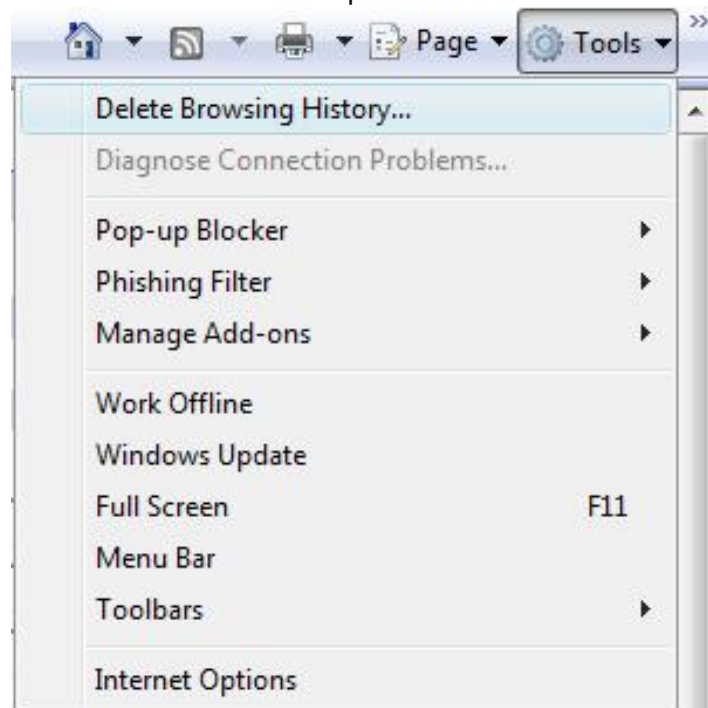 Page Tools
Delete Browsing History...
Diagnose Connection Problems...
Pop-up Blocker
Phishing Filter
Manage Add-ons
Work Offline
Windows Update
Full Screen F11
Menu Bar
Toolbars
Internet Options